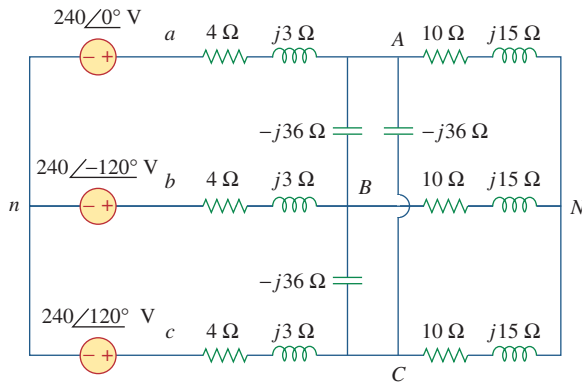 240/0° V
a
4 Ω
j3 Ω
A
10 Ω
j15 Ω
− +
−j36 Ω
−j36 Ω
240/−120° V
b
4 Ω
j3 Ω
B
10 Ω
j15 Ω
n
− +
N
−j36 Ω
240/120° V
c
4 Ω
j3 Ω
10 Ω
j15 Ω
− +
C